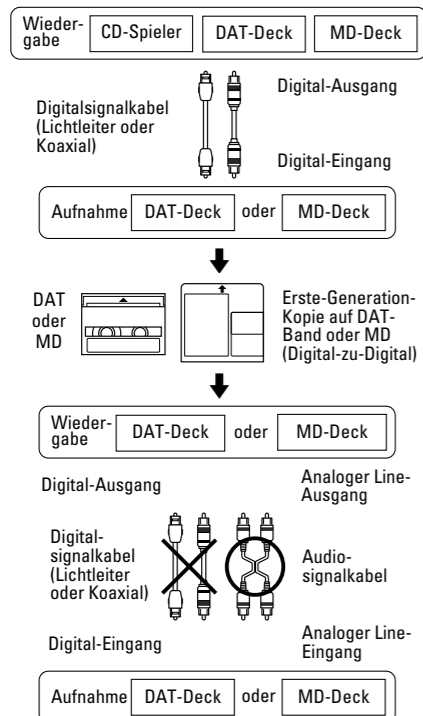 Wieder-
gabe
CD-Spieler
DAT-Deck
MD-Deck
Digitalsignalkabel
(Lichtleiter oder
Koaxial)
Digital-Ausgang
Digital-Eingang
Aufnahme DAT-Deck oder MD-Deck
DAT
oder
MD
Erste-Generation-
Kopie auf DAT-
Band oder MD
(Digital-zu-Digital)
Wieder-
gabe
DAT-Deck oder MD-Deck
Digital-Ausgang
Analoger Line-
Ausgang
Digital-
signalkabel
(Lichtleiter
oder Koaxial)
Audio-
signalkabel
Digital-Eingang
Analoger Line-
Eingang
Aufnahme DAT-Deck oder MD-Deck